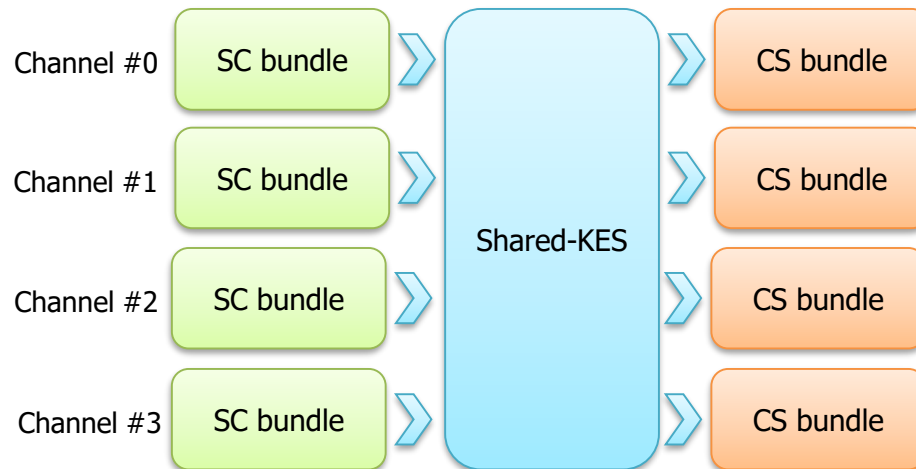 Channel #0 SC bundle CS bundle
Channel #1 SC bundle CS bundle
Shared-KES
Channel #2 SC bundle CS bundle
Channel #3 SC bundle CS bundle